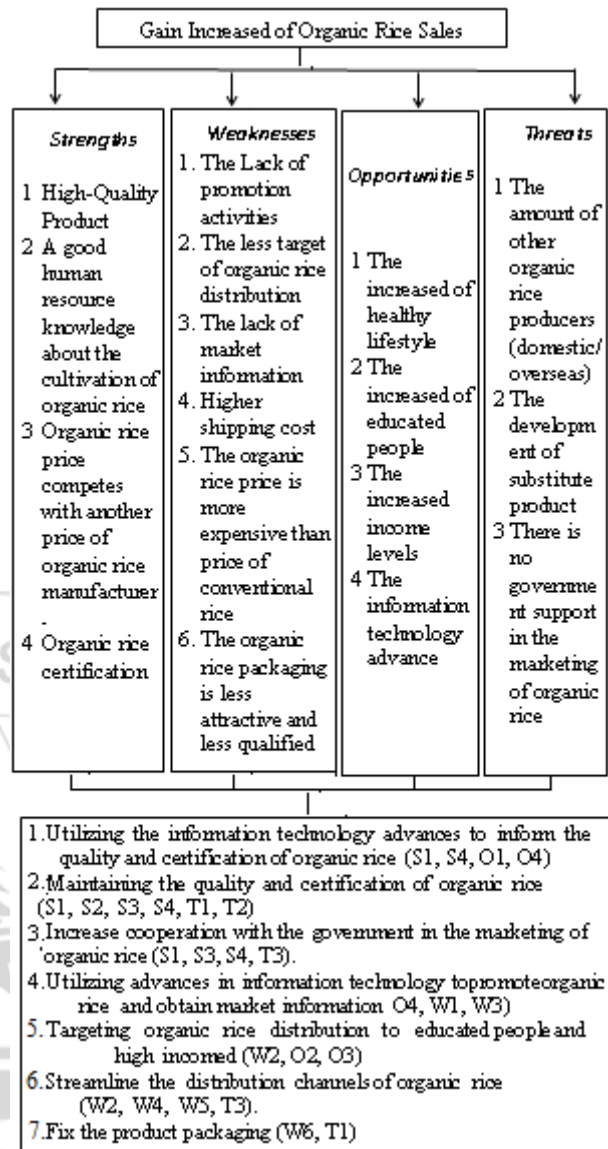 Gain Increased of Organic Rice Sales
Strengths
1 High-Quality
Product
2 A good
human
resource
knowledge
about the
cultivation of
organic rice
3 Organic rice
price
competes
with another
price of
organic rice
manufacturer
.
4 Organic rice
certification
Weaknesses
1. The Lack of
promotion
activities
2. The less target
of organic rice
distribution
3. The lack of
market
information
4. Higher
shipping cost
5. The organic
rice price is
more
expensive than
price of
conventional
rice
6. The organic
rice packaging
is less
attractive and
less qualified
Opportunities
1 The
increased of
healthy
lifestyle
2 The
increased of
educated
people
3 The
increased
income
levels
4 The
information
technology
advance
Threats
1 The
amount of
other
organic
rice
producers
(domestic/
overseas)
2 The
developm
ent of
substitute
product
3 There is
no
governme
nt support
in the
marketing
of organic
rice
1.Utilizing the information technology advances to inform the
quality and certification of organic rice (S1, S4, O1, O4)
2.Maintaining the quality and certification of organic rice
(S1, S2, S3, S4, T1, T2)
3.Increase cooperation with the government in the marketing of
organic rice (S1, S3, S4, T3).
4.Utilizing advances in information technology topromoteorganic
rice and obtain market information O4, W1, W3)
5.Targeting organic rice distribution to educated people and
high incomed (W2, O2, O3)
6.Streamline the distribution channels of organic rice
(W2, W4, W5, T3).
7.Fix the product packaging (W6, T1)